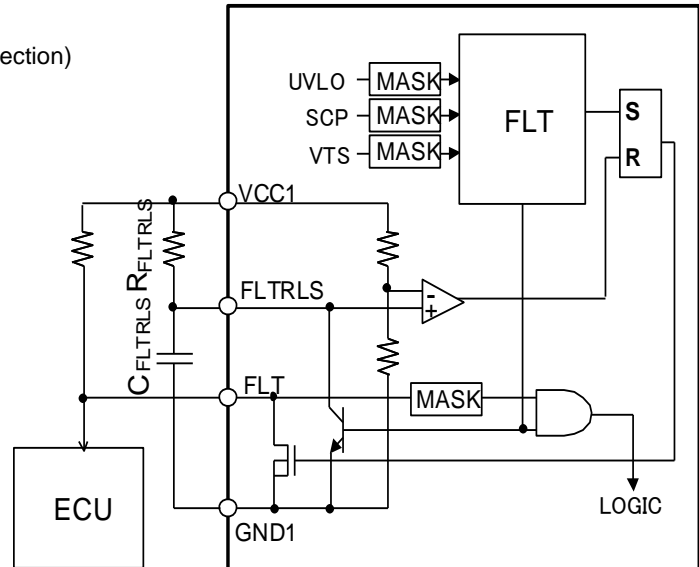 ection)
UVLO MASK
SCP MASK
VTS MASK
FLT
S
R
VCC1
RFLTRLS
CFLTRLS
FLTRLS
-
+
FLT
MASK
ECU
LOGIC
GND1